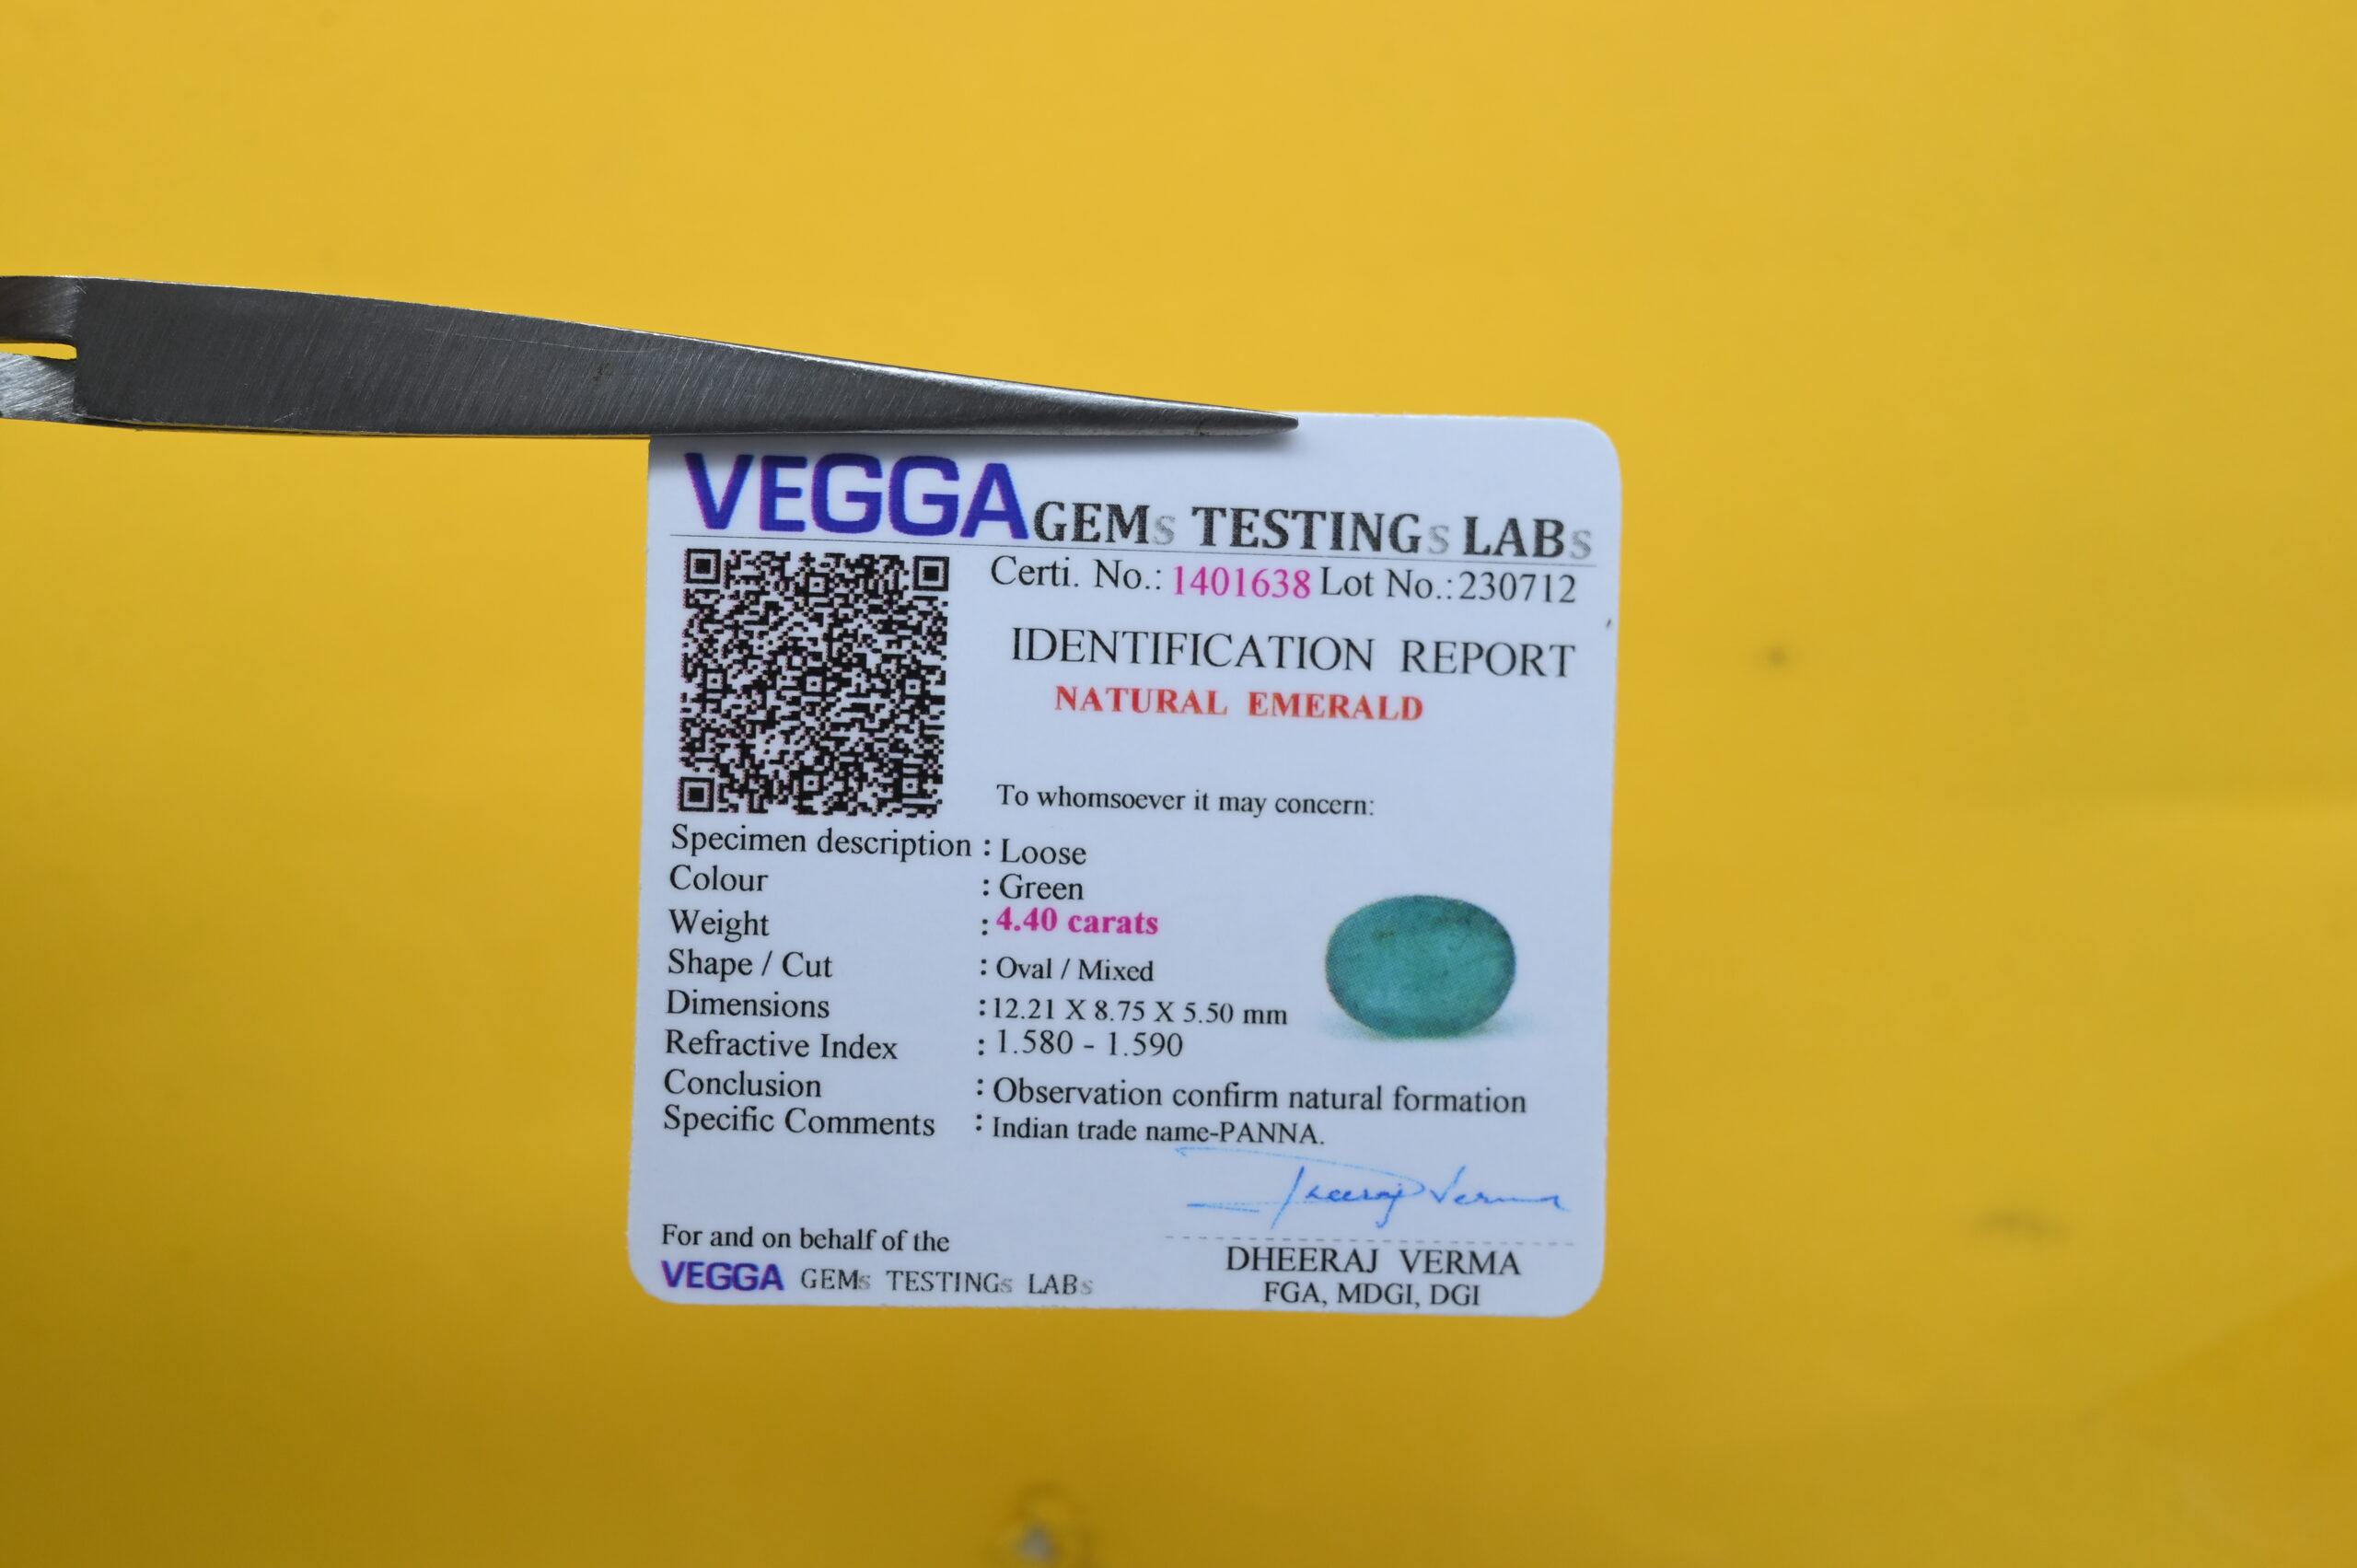 VEGGA GEMs TESTINGs LABs
Certi. No.: 1401638 Lot No.:230712
IDENTIFICATION REPORT
NATURAL EMERALD
To whomsoever it may concern:
Specimen description : Loose
Colour : Green
Weight : 4.40 carats
Shape / Cut : Oval / Mixed
Dimensions :12.21 X 8.75 X 5.50 mm
Refractive Index : 1.580 - 1.590
Conclusion : Observation confirm natural formation
Specific Comments : Indian trade name-PANNA.
Dheeraj Verma
For and on behalf of the
VEGGA GEMs TESTINGs LABs
DHEERAJ VERMA
FGA, MDGI, DGI